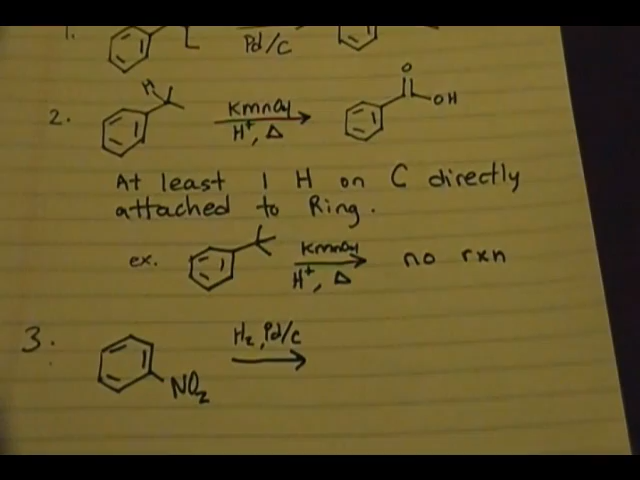 1.
Pd/C
2.
H
KMnO4
H+, Δ
O
OH
At least 1 H on C directly
attached to Ring.
ex.
KMnO4
H+, Δ
no rxn
3.
NO2
H2, Pd/C